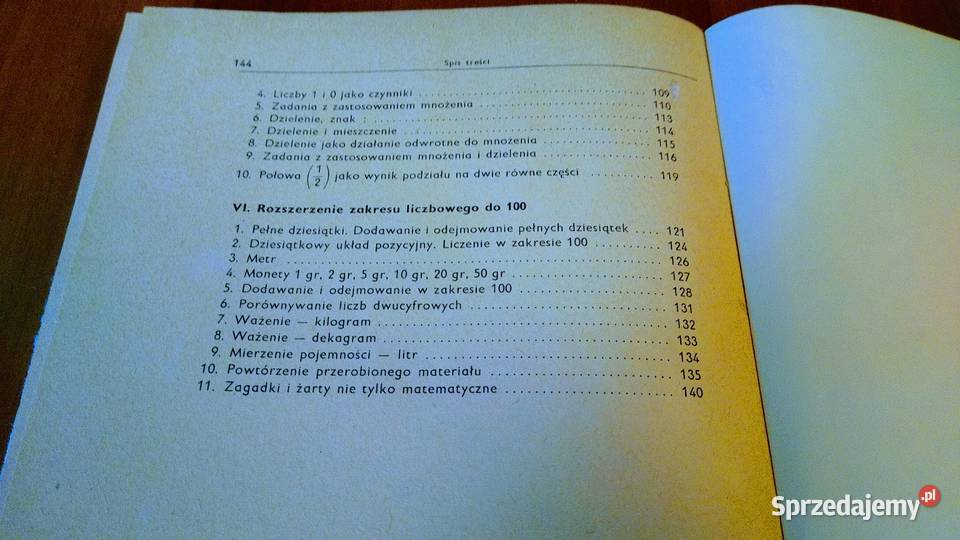 144 Spis treści
4. Liczby 1 i 0 jako czynniki . . . . . . . . . . . . . . . . . . . . 109
5. Zadania z zastosowaniem mnożenia . . . . . . . . . . . . . . . . 110
6. Dzielenie, znak : . . . . . . . . . . . . . . . . . . . . . . . . 113
7. Dzielenie i mieszczenie . . . . . . . . . . . . . . . . . . . . . 114
8. Dzielenie jako działanie odwrotne do mnożenia . . . . . . . . . . 115
9. Zadania z zastosowaniem mnożenia i dzielenia . . . . . . . . . . 116
10. Połowa (1/2) jako wynik podziału na dwie równe części . . . . . . 119
VI. Rozszerzenie zakresu liczbowego do 100
1. Pełne dziesiątki. Dodawanie i odejmowanie pełnych dziesiątek . . . . 121
2. Dziesiątkowy układ pozycyjny. Liczenie w zakresie 100 . . . . . . 124
3. Metr . . . . . . . . . . . . . . . . . . . . . . . . . . . . . . 126
4. Monety 1 gr, 2 gr, 5 gr, 10 gr, 20 gr, 50 gr . . . . . . . . . . 127
5. Dodawanie i odejmowanie w zakresie 100 . . . . . . . . . . . . . 128
6. Porównywanie liczb dwucyfrowych . . . . . . . . . . . . . . . . . 131
7. Ważenie — kilogram . . . . . . . . . . . . . . . . . . . . . . . 132
8. Ważenie — dekagram . . . . . . . . . . . . . . . . . . . . . . . 133
9. Mierzenie pojemności — litr . . . . . . . . . . . . . . . . . . . 134
10. Powtórzenie przerobionego materiału . . . . . . . . . . . . . . . 135
11. Zagadki i żarty nie tylko matematyczne . . . . . . . . . . . . . 140
Sprzedajemy.pl